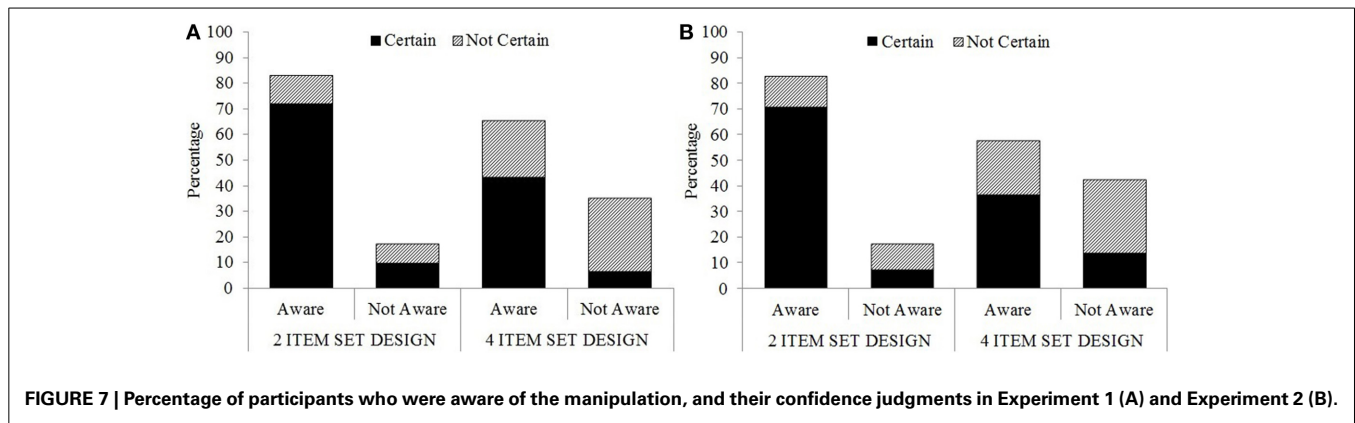 A
Certain Not Certain
100
90
80
70
60
50
40
30
20
10
0
Percentage
Aware Not Aware Aware Not Aware
2 ITEM SET DESIGN 4 ITEM SET DESIGN
B
Certain Not Certain
100
90
80
70
60
50
40
30
20
10
0
Percentage
Aware Not Aware Aware Not Aware
2 ITEM SET DESIGN 4 ITEM SET DESIGN
FIGURE 7 | Percentage of participants who were aware of the manipulation, and their confidence judgments in Experiment 1 (A) and Experiment 2 (B).